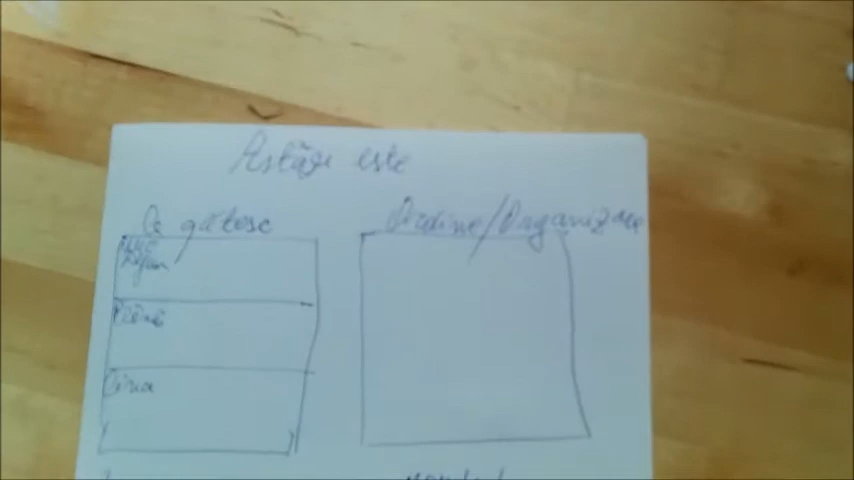 Astăzi este
Ce gătesc
Ordine/Organizare
Prânz
Cina